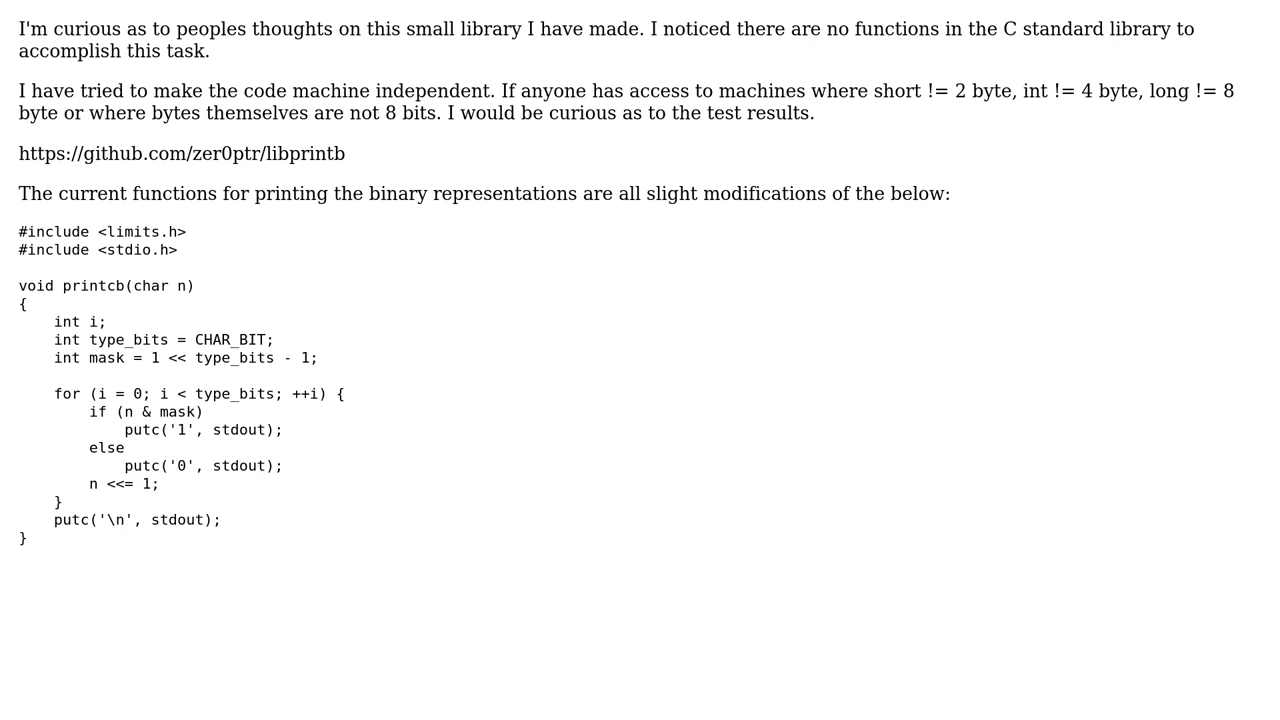 I'm curious as to peoples thoughts on this small library I have made. I noticed there are no functions in the C standard library to
accomplish this task.
I have tried to make the code machine independent. If anyone has access to machines where short != 2 byte, int != 4 byte, long != 8
byte or where bytes themselves are not 8 bits. I would be curious as to the test results.
https://github.com/zer0ptr/libprintb
The current functions for printing the binary representations are all slight modifications of the below:
#include <limits.h>
#include <stdio.h>
void printcb(char n)
{
    int i;
    int type_bits = CHAR_BIT;
    int mask = 1 << type_bits - 1;
    for (i = 0; i < type_bits; ++i) {
        if (n & mask)
            putc('1', stdout);
        else
            putc('0', stdout);
        n <<= 1;
    }
    putc('\n', stdout);
}